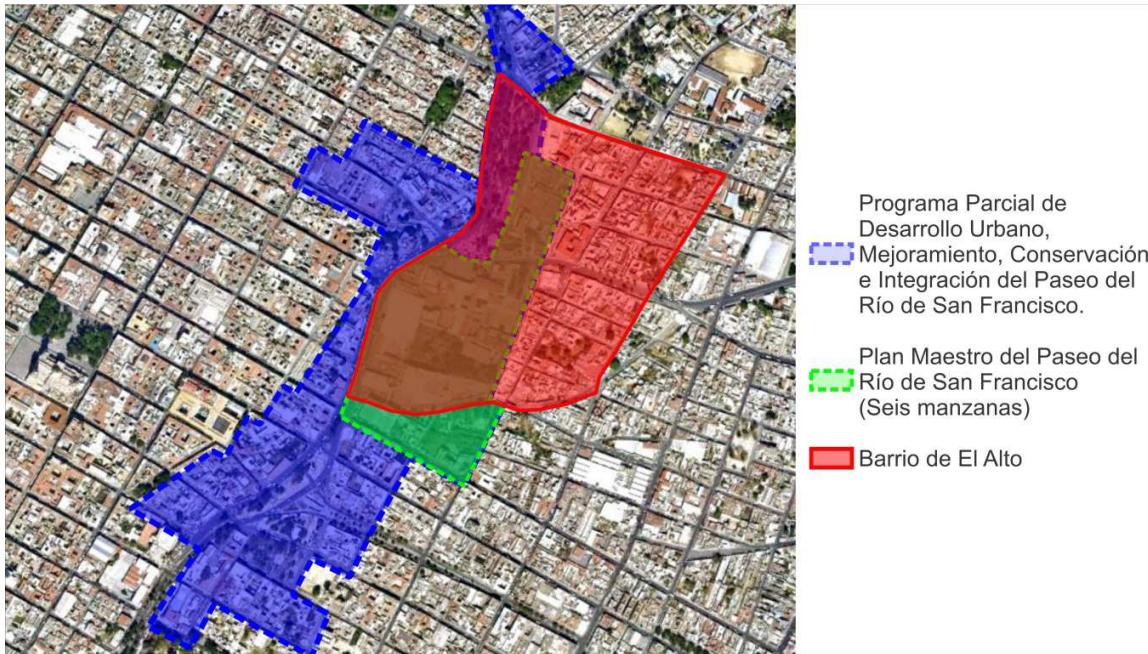 Programa Parcial de
Desarrollo Urbano,
Mejoramiento, Conservación
e Integración del Paseo del
Río de San Francisco.
Plan Maestro del Paseo del
Río de San Francisco
(Seis manzanas)
Barrio de El Alto